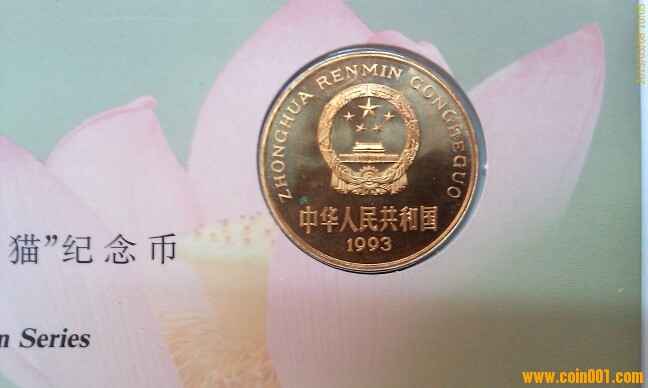 ZHONGHUA RENMIN GONGHEGUO
中华人民共和国
1993
猫”纪念币
n Series
www.coin001.com